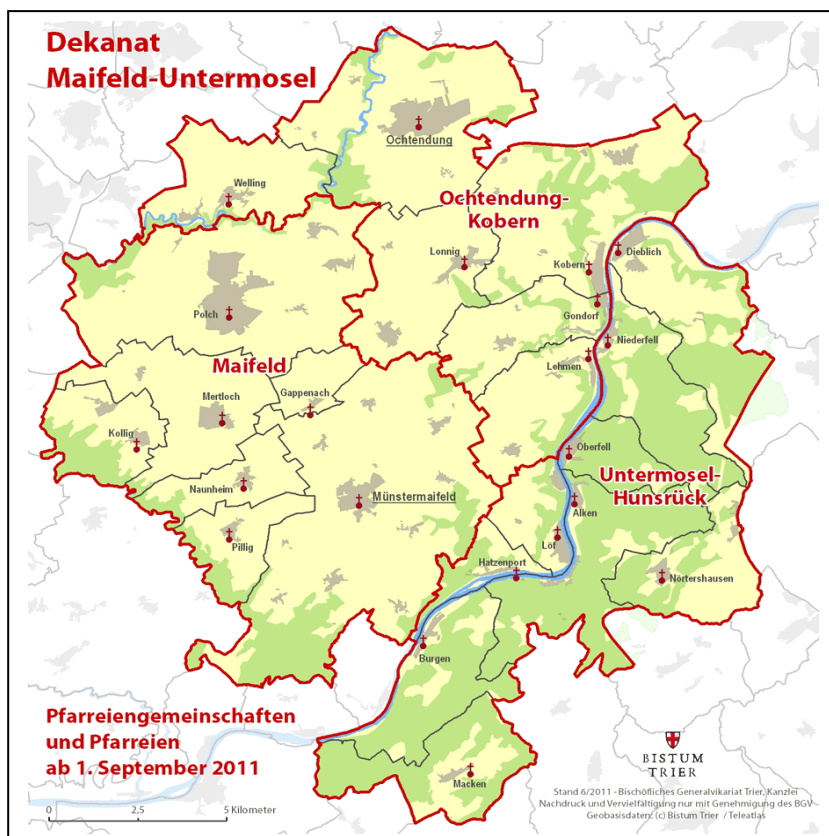 Dekanat
Maifeld-Untermosel
Ochtendung
Welling
Ochtendung-
Kobern
Lonnig
Kobern
Dieblich
Polch
Gondorf
Niederfell
Lehmen
Maifeld
Gappenach
Mertloch
Kollig
Oberfell
Untermosel-
Hunsrück
Naunheim
Münstermaifeld
Alken
Pillig
Löf
Hatzenport
Nörtershausen
Burgen
Macken
Pfarreiengemeinschaften
und Pfarreien
ab 1. September 2011
0 2,5 5 Kilometer
BISTUM
TRIER
Stand 6/2011 - Bischöfliches Generalvikariat Trier, Kanzlei
Nachdruck und Vervielfältigung nur mit Genehmigung des BGV
Geobasisdaten: (c) Bistum Trier / Teleatlas